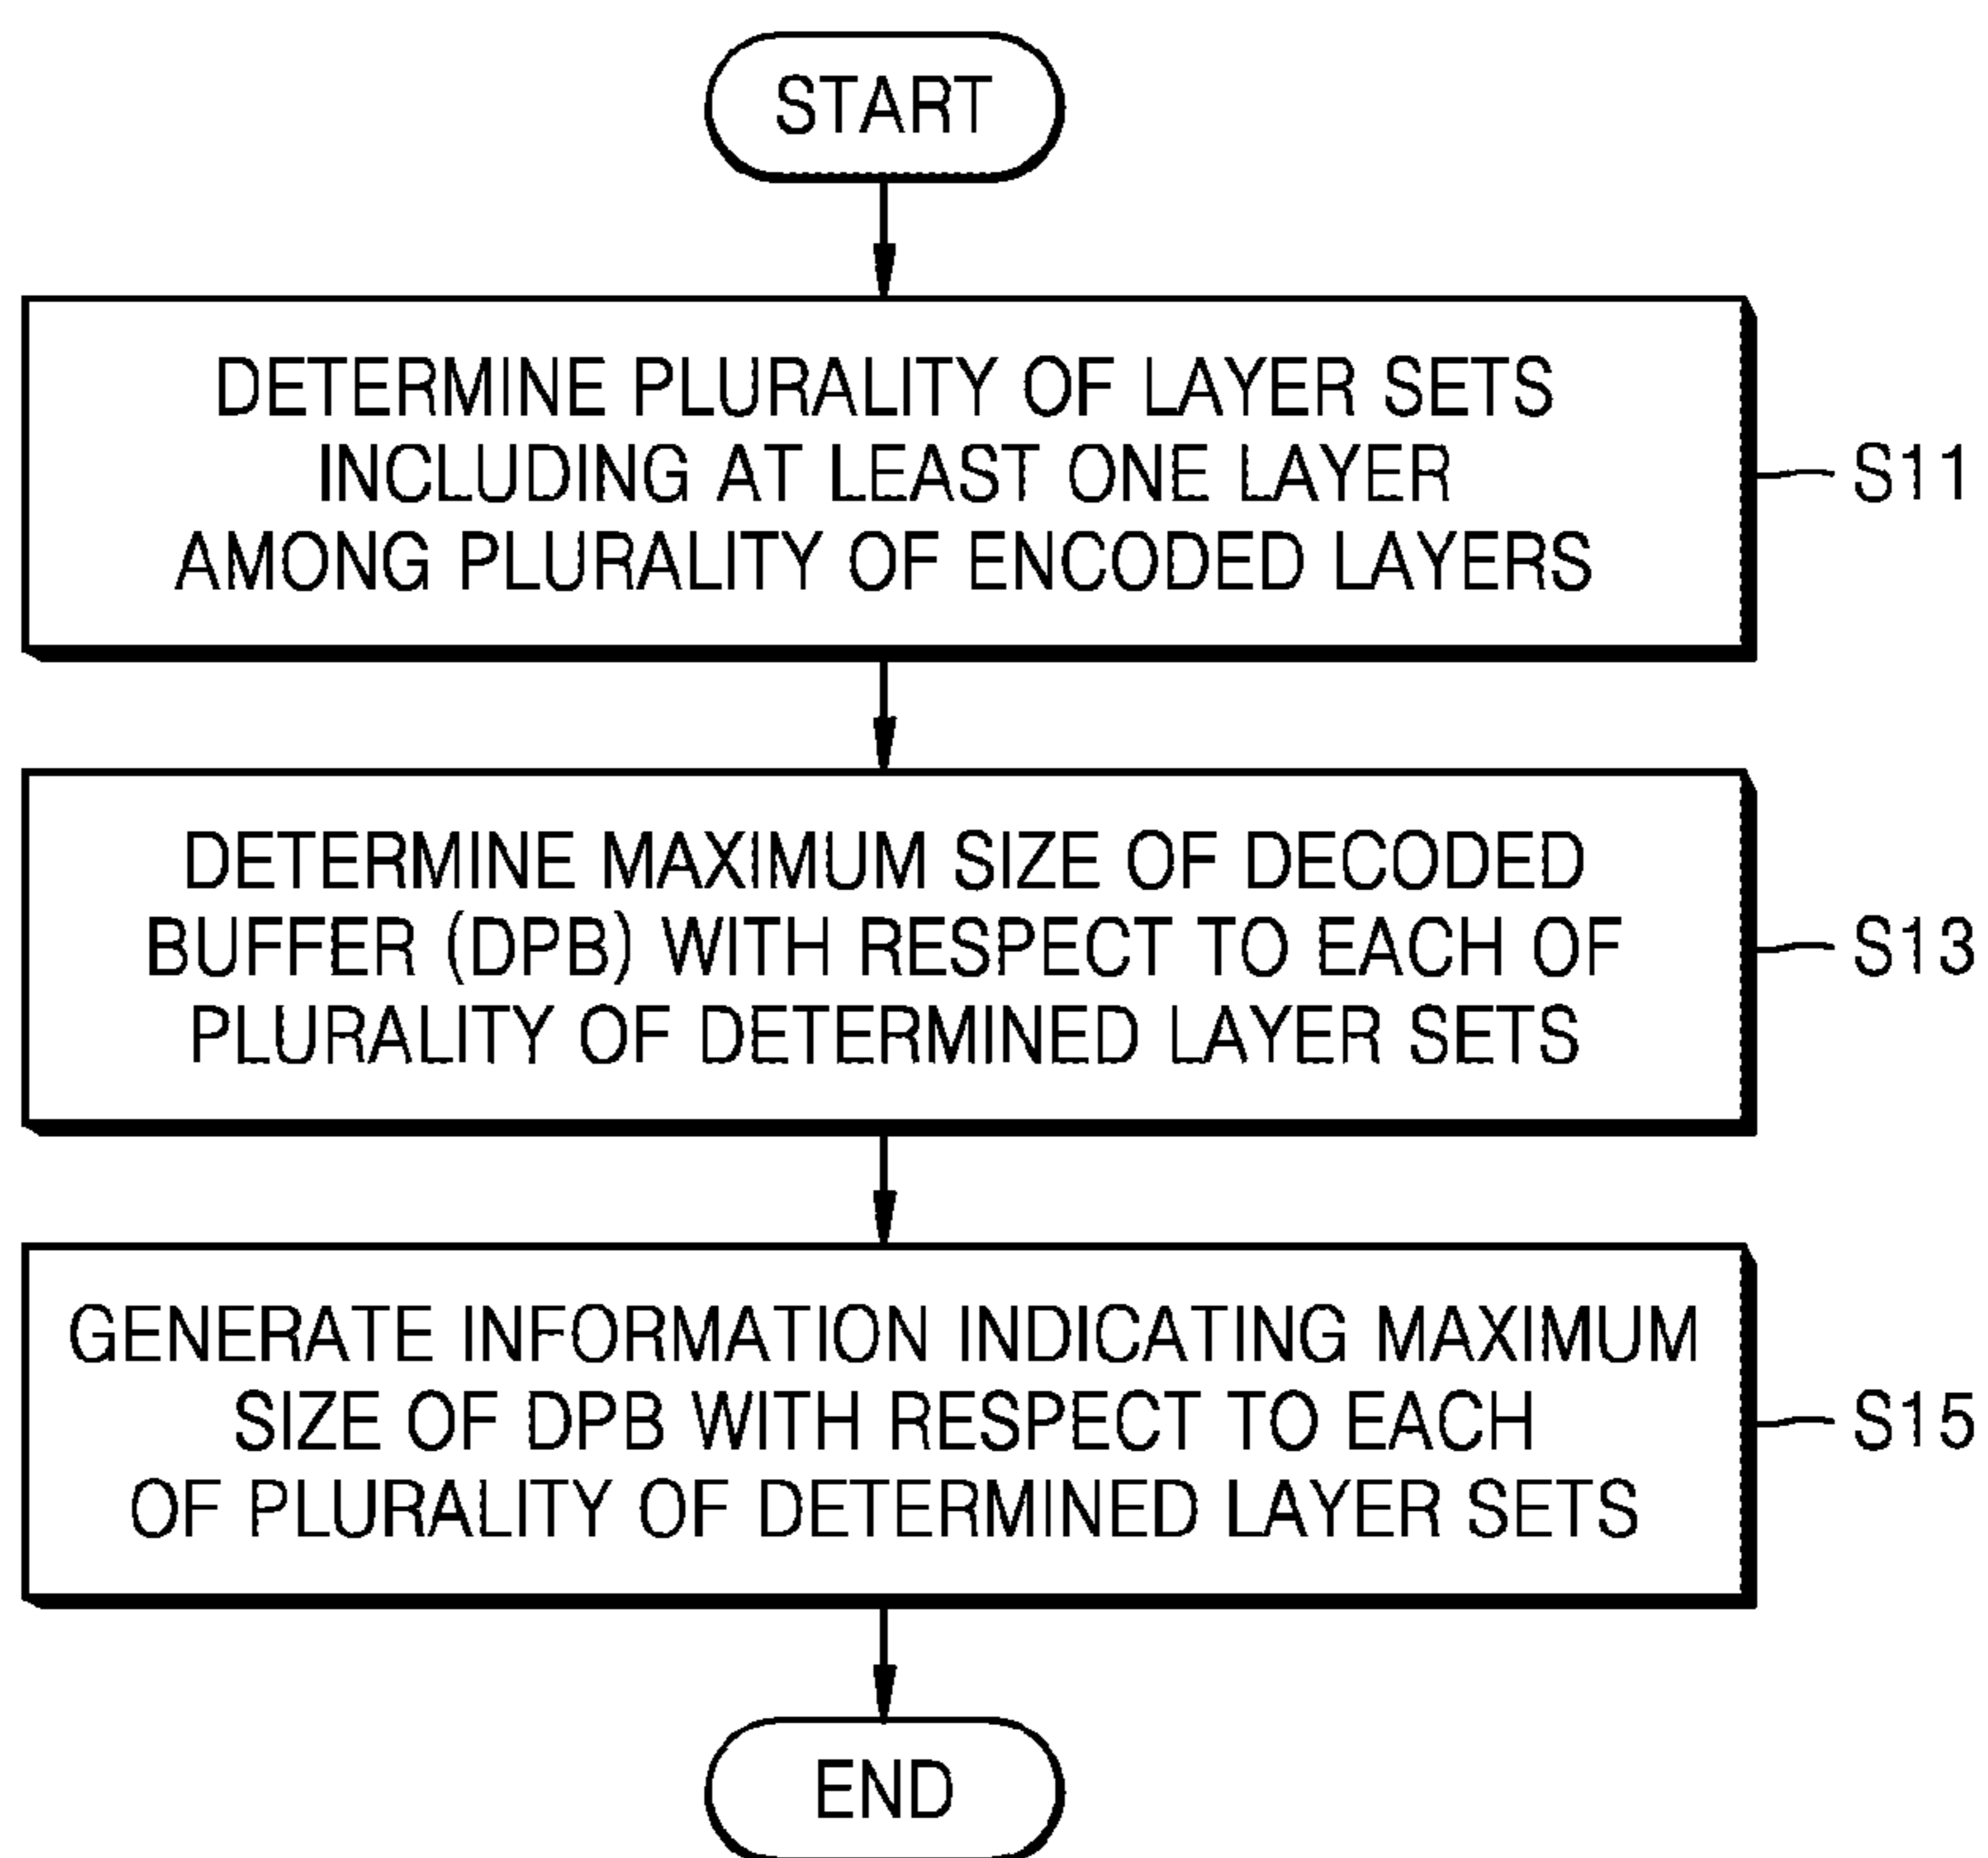 START
DETERMINE PLURALITY OF LAYER SETS
INCLUDING AT LEAST ONE LAYER
AMONG PLURALITY OF ENCODED LAYERS
S11
DETERMINE MAXIMUM SIZE OF DECODED
BUFFER (DPB) WITH RESPECT TO EACH OF
PLURALITY OF DETERMINED LAYER SETS
S13
GENERATE INFORMATION INDICATING MAXIMUM
SIZE OF DPB WITH RESPECT TO EACH
OF PLURALITY OF DETERMINED LAYER SETS
S15
END